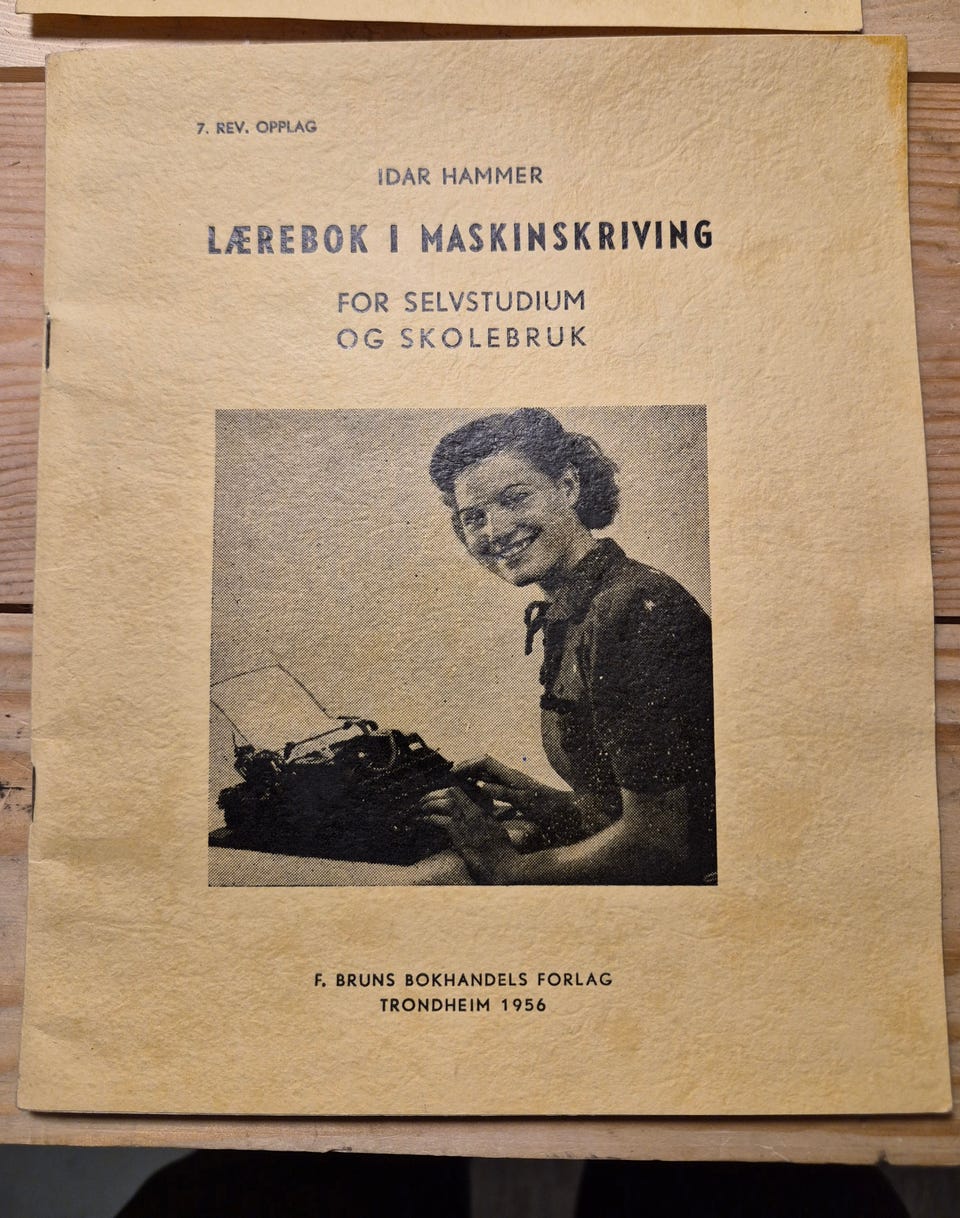 7. REV. OPPLAG
IDAR HAMMER
LÆREBOK I MASKINSKRIVING
FOR SELVSTUDIUM
OG SKOLEBRUK
F. BRUNS BOKHANDELS FORLAG
TRONDHEIM 1956